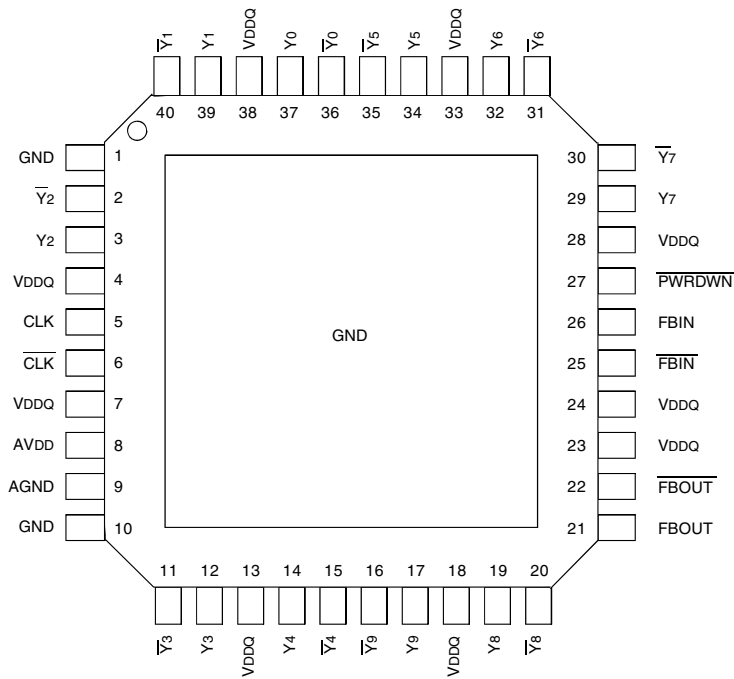 Y̅1 Y1 VDDQ Y0 Y̅0 Y̅5 Y5 VDDQ Y6 Y̅6
40 39 38 37 36 35 34 33 32 31
GND 1 30 Y̅7
Y̅2 2 29 Y7
Y2 3 28 VDDQ
VDDQ 4 27 P̅W̅R̅D̅W̅N̅
CLK 5 26 FBIN
C̅L̅K̅ 6 25 F̅B̅I̅N̅
GND
VDDQ 7 24 VDDQ
AVDD 8 23 VDDQ
AGND 9 22 F̅B̅O̅U̅T̅
GND 10 21 FBOUT
11 12 13 14 15 16 17 18 19 20
Y̅3 Y3 VDDQ Y4 Y̅4 Y̅9 Y9 VDDQ Y8 Y̅8